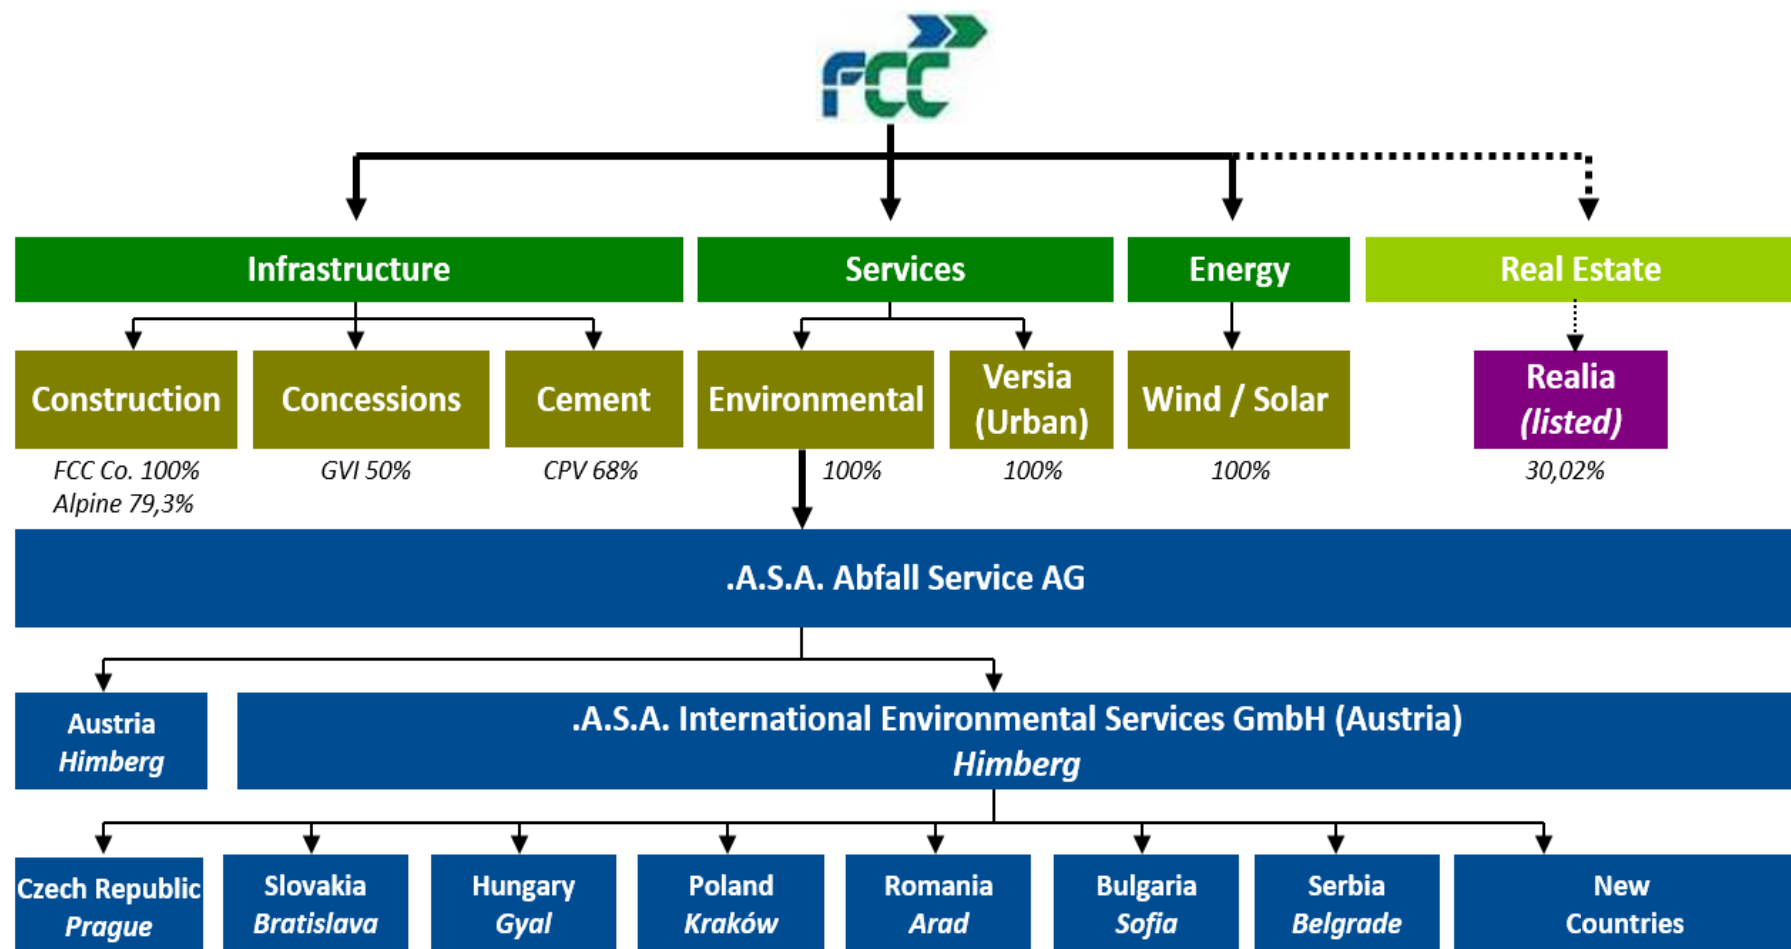 FCC
Infrastructure
Services
Energy
Real Estate
Construction
Concessions
Cement
Environmental
Versia
(Urban)
Wind / Solar
Realia
(listed)
FCC Co. 100%
Alpine 79,3%
GVI 50%
CPV 68%
100%
100%
100%
30,02%
.A.S.A. Abfall Service AG
Austria
Himberg
.A.S.A. International Environmental Services GmbH (Austria)
Himberg
Czech Republic
Prague
Slovakia
Bratislava
Hungary
Gyal
Poland
Kraków
Romania
Arad
Bulgaria
Sofia
Serbia
Belgrade
New
Countries